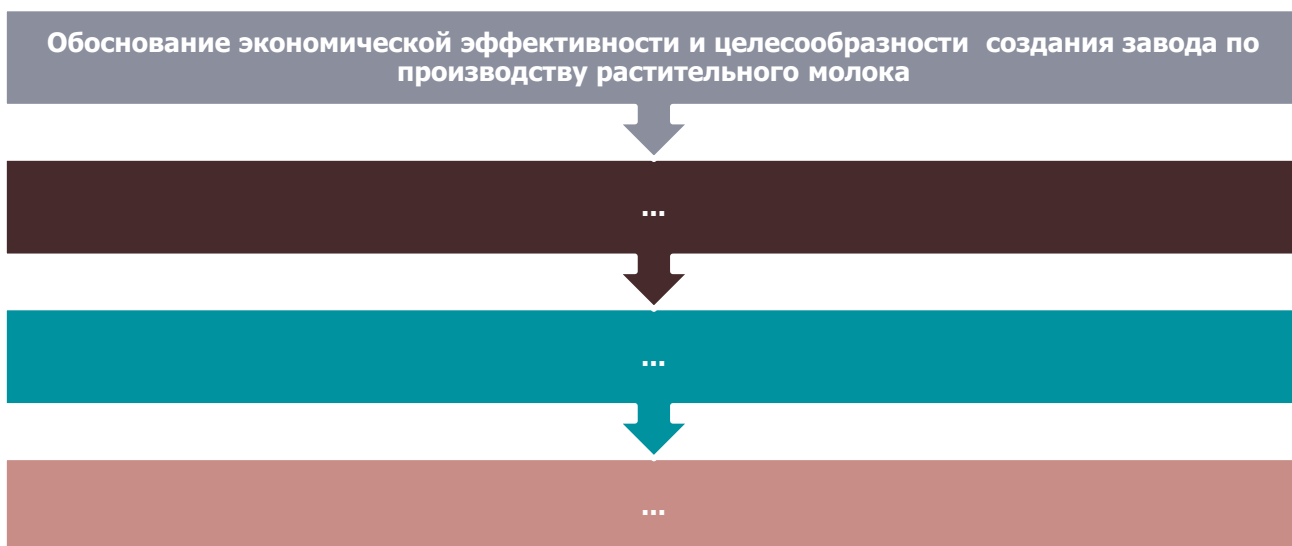 Обоснование экономической эффективности и целесообразности создания завода по
производству растительного молока
...
...
...